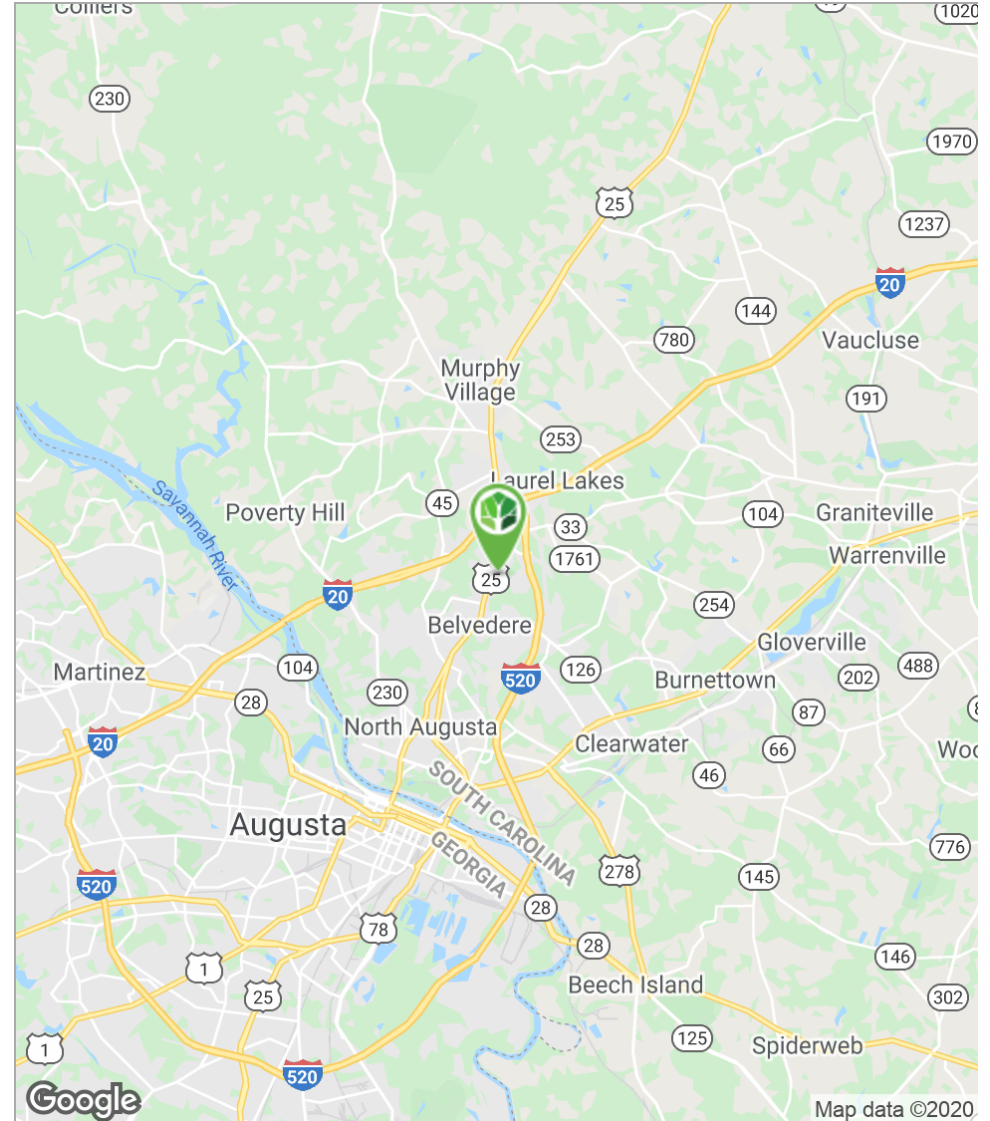 Colliers
1020
230
1970
25
1237
20
144
780
Vaucluse
Murphy
Village
191
253
Laurel Lakes
45
Poverty Hill
104
Graniteville
33
Savannah River
1761
Warrenville
25
20
254
Belvedere
Gloverville
104
126
488
Martinez
520
Burnettown
202
230
28
87
North Augusta
20
Clearwater
66
46
SOUTH CAROLINA
Augusta
GEORGIA
776
278
145
520
28
78
28
146
1
25
Beech Island
302
125
1
Spiderweb
520
Google
Map data ©2020